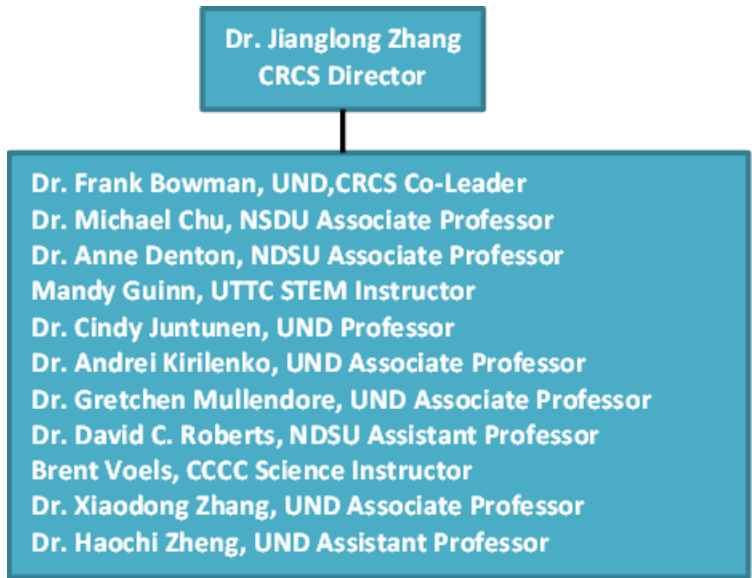 Dr. Jianglong Zhang
CRCS Director
Dr. Frank Bowman, UND,CRCS Co-Leader
Dr. Michael Chu, NSDU Associate Professor
Dr. Anne Denton, NDSU Associate Professor
Mandy Guinn, UTTC STEM Instructor
Dr. Cindy Juntunen, UND Professor
Dr. Andrei Kirilenko, UND Associate Professor
Dr. Gretchen Mullendore, UND Associate Professor
Dr. David C. Roberts, NDSU Assistant Professor
Brent Voels, CCCC Science Instructor
Dr. Xiaodong Zhang, UND Associate Professor
Dr. Haochi Zheng, UND Assistant Professor